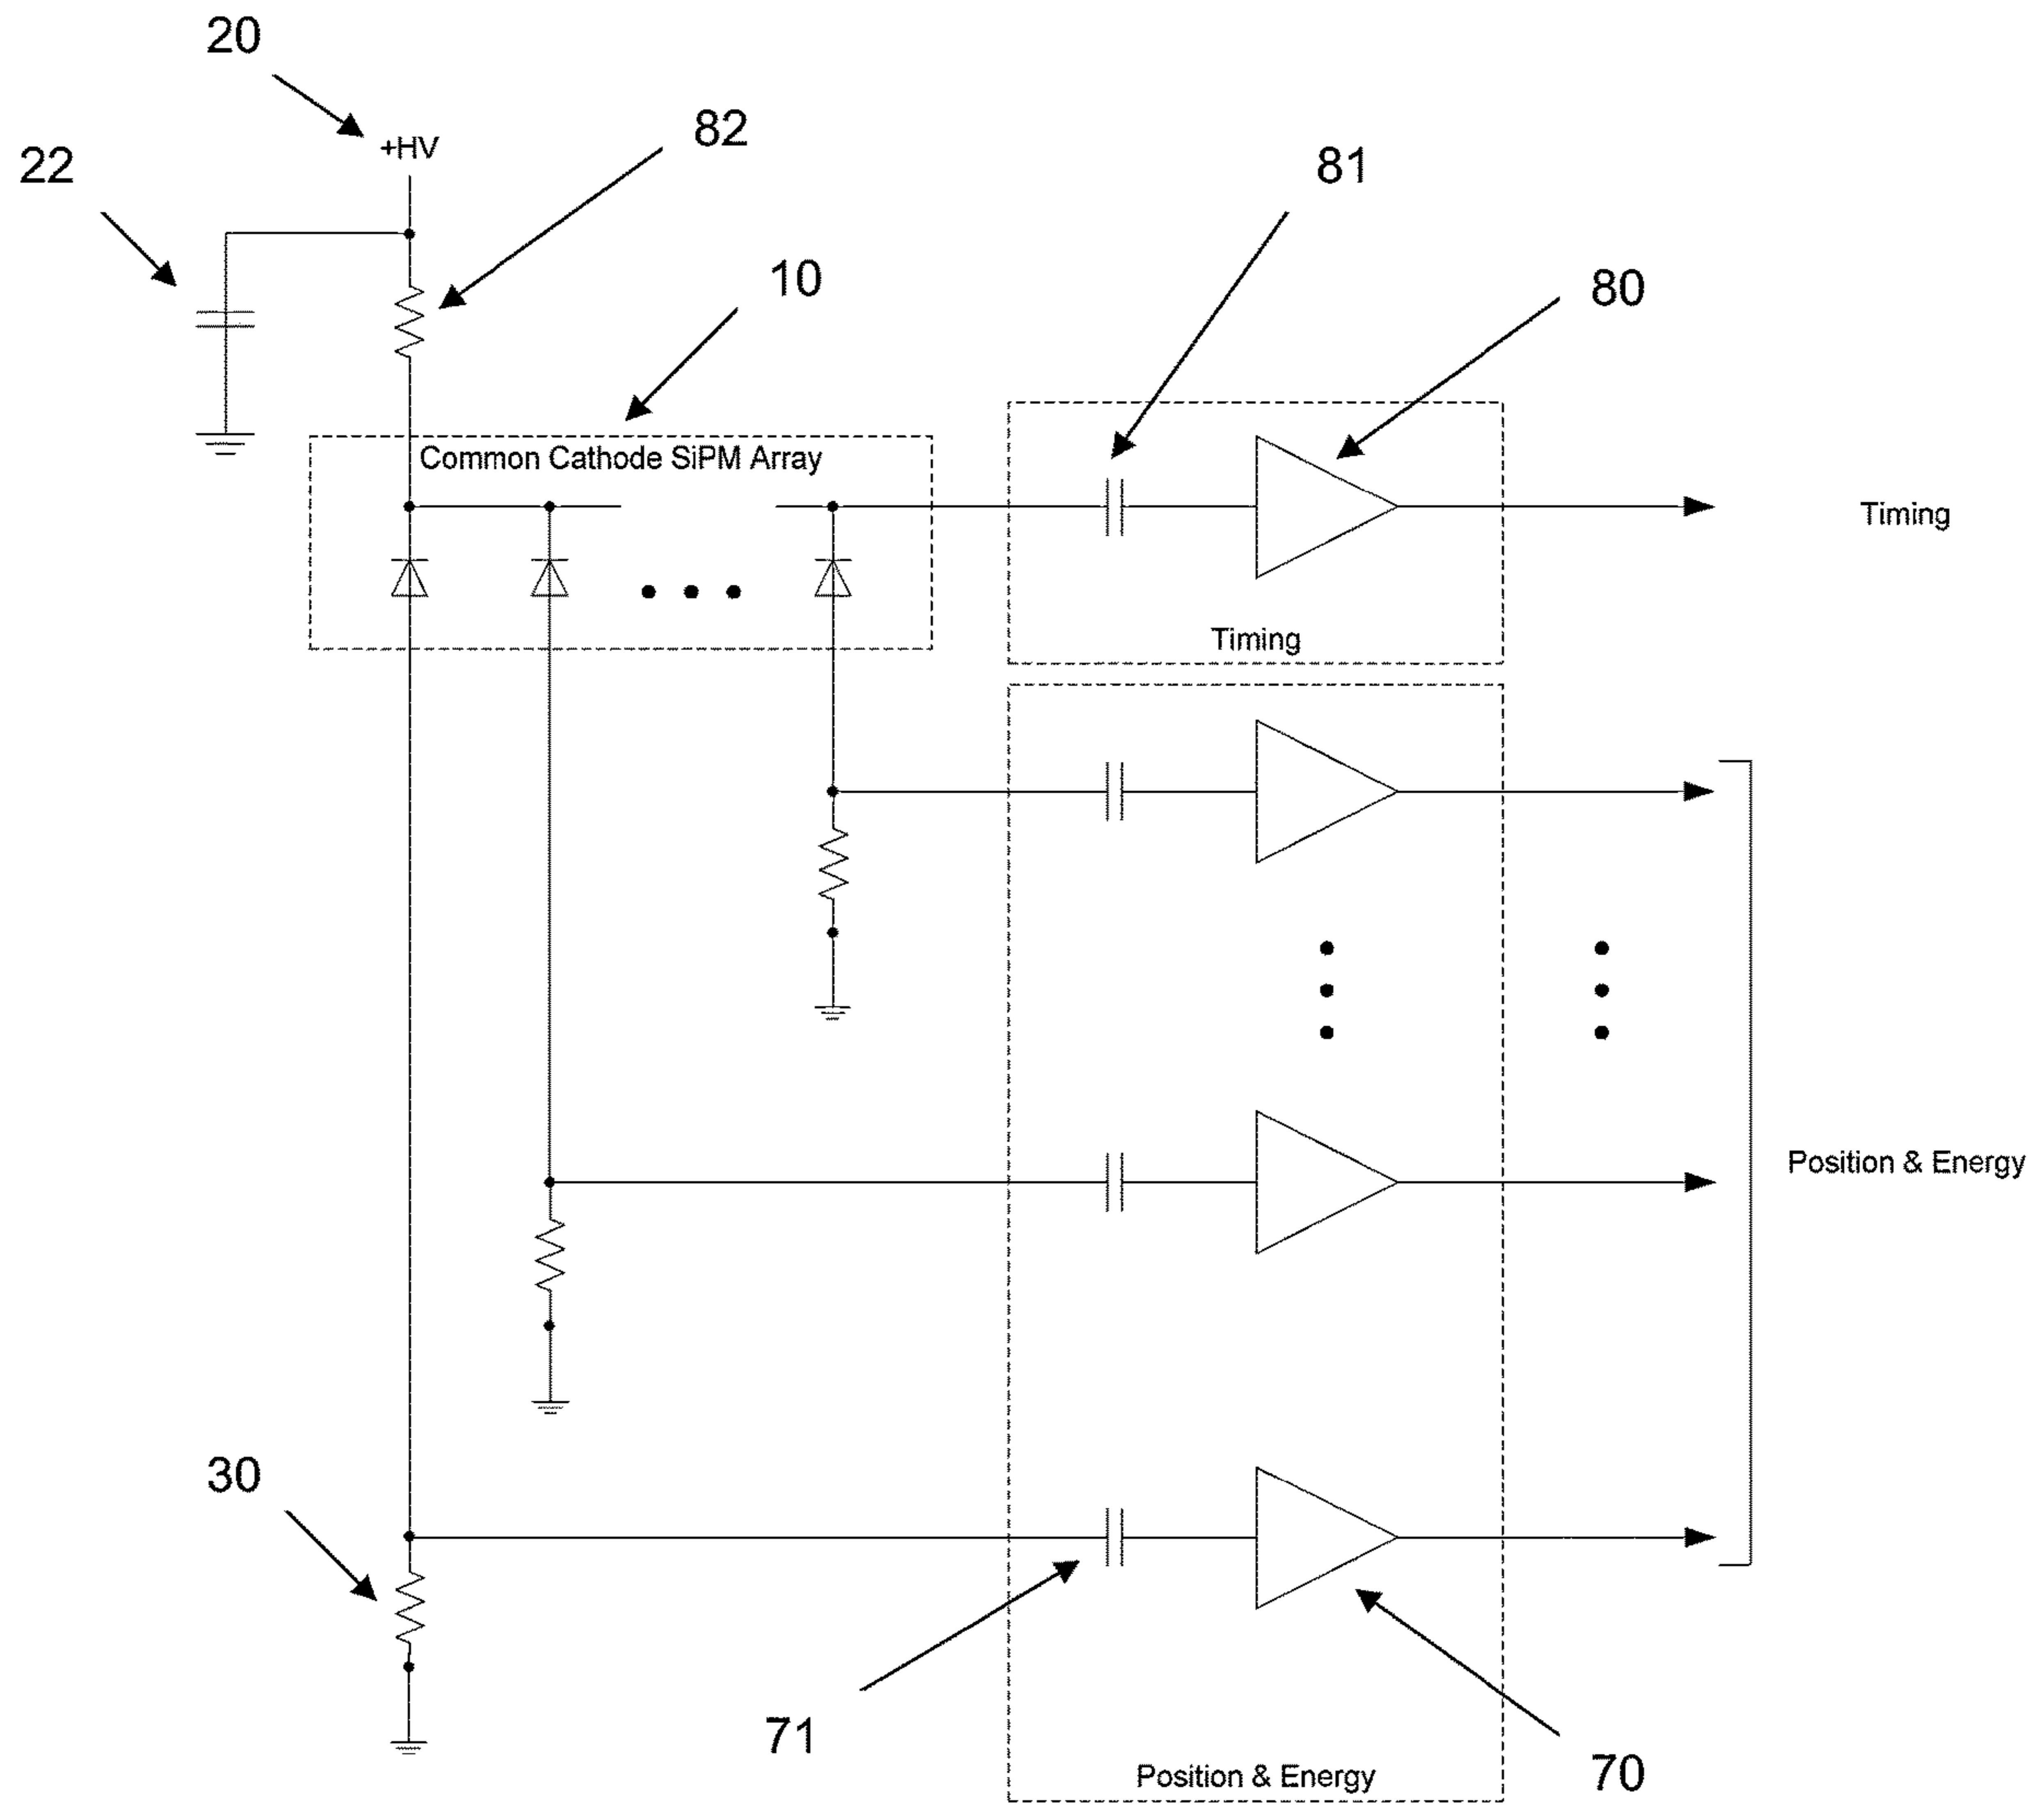 20
+HV
82
22
81
10
80
Common Cathode SiPM Array
Timing
Timing
Position & Energy
30
71
70
Position & Energy